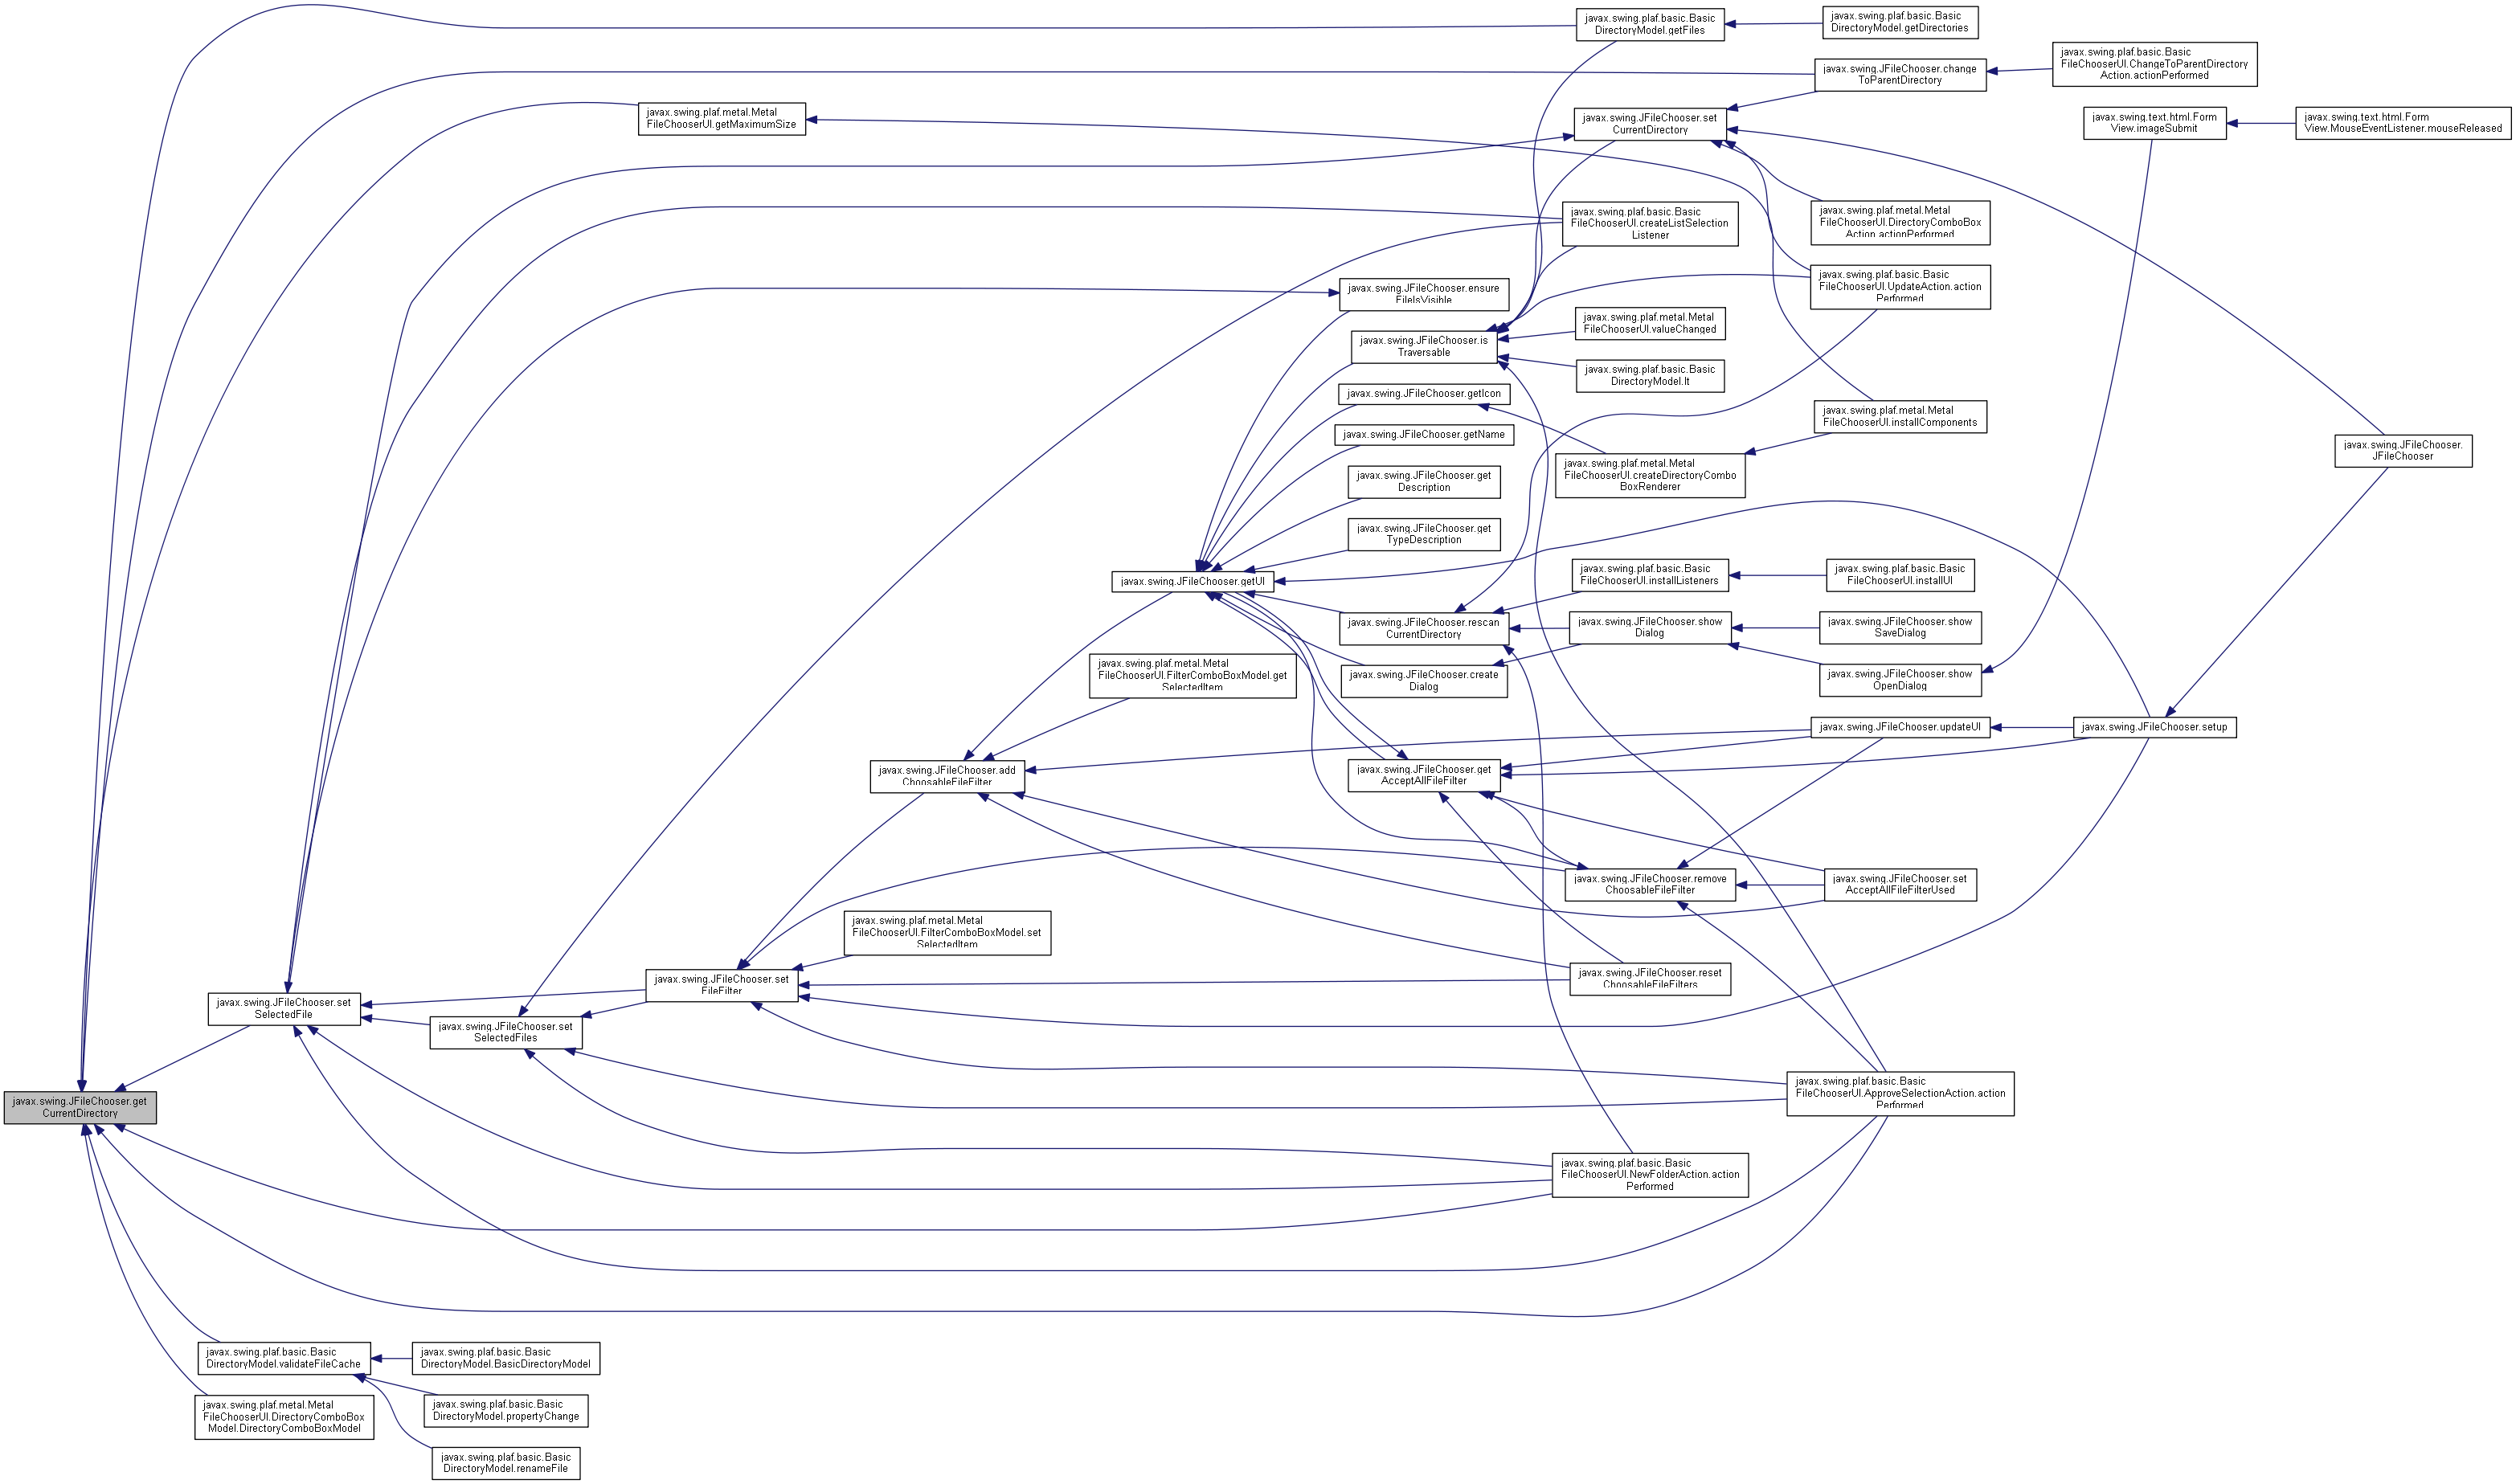 javax.swing.plaf.basic.Basic
DirectoryModel.getFiles
javax.swing.plaf.basic.Basic
DirectoryModel.getDirectories
javax.swing.JFileChooser.change
ToParentDirectory
javax.swing.plaf.basic.Basic
FileChooserUI.ChangeToParentDirectory
Action.actionPerformed
javax.swing.plaf.metal.Metal
FileChooserUI.getMaximumSize
javax.swing.JFileChooser.set
CurrentDirectory
javax.swing.text.html.Form
View.imageSubmit
javax.swing.text.html.Form
View.MouseEventListener.mouseReleased
javax.swing.plaf.basic.Basic
FileChooserUI.createListSelection
Listener
javax.swing.plaf.metal.Metal
FileChooserUI.DirectoryComboBox
Action.actionPerformed
javax.swing.JFileChooser.ensure
FileIsVisible
javax.swing.plaf.basic.Basic
FileChooserUI.UpdateAction.action
Performed
javax.swing.JFileChooser.is
Traversable
javax.swing.plaf.metal.Metal
FileChooserUI.valueChanged
javax.swing.plaf.basic.Basic
DirectoryModel.lt
javax.swing.JFileChooser.getIcon
javax.swing.plaf.metal.Metal
FileChooserUI.installComponents
javax.swing.JFileChooser.getName
javax.swing.JFileChooser.
JFileChooser
javax.swing.plaf.metal.Metal
FileChooserUI.createDirectoryCombo
BoxRenderer
javax.swing.JFileChooser.get
Description
javax.swing.JFileChooser.get
TypeDescription
javax.swing.JFileChooser.getUI
javax.swing.plaf.basic.Basic
FileChooserUI.installListeners
javax.swing.plaf.basic.Basic
FileChooserUI.installUI
javax.swing.JFileChooser.rescan
CurrentDirectory
javax.swing.JFileChooser.show
Dialog
javax.swing.JFileChooser.show
SaveDialog
javax.swing.plaf.metal.Metal
FileChooserUI.FilterComboBoxModel.get
SelectedItem
javax.swing.JFileChooser.create
Dialog
javax.swing.JFileChooser.show
OpenDialog
javax.swing.JFileChooser.updateUI
javax.swing.JFileChooser.setup
javax.swing.JFileChooser.add
ChoosableFileFilter
javax.swing.JFileChooser.get
AcceptAllFileFilter
javax.swing.JFileChooser.remove
ChoosableFileFilter
javax.swing.JFileChooser.set
AcceptAllFileFilterUsed
javax.swing.plaf.metal.Metal
FileChooserUI.FilterComboBoxModel.set
SelectedItem
javax.swing.JFileChooser.set
FileFilter
javax.swing.JFileChooser.reset
ChoosableFileFilters
javax.swing.JFileChooser.set
SelectedFile
javax.swing.JFileChooser.set
SelectedFiles
javax.swing.JFileChooser.get
CurrentDirectory
javax.swing.plaf.basic.Basic
FileChooserUI.ApproveSelectionAction.action
Performed
javax.swing.plaf.basic.Basic
FileChooserUI.NewFolderAction.action
Performed
javax.swing.plaf.basic.Basic
DirectoryModel.validateFileCache
javax.swing.plaf.basic.Basic
DirectoryModel.BasicDirectoryModel
javax.swing.plaf.metal.Metal
FileChooserUI.DirectoryComboBox
Model.DirectoryComboBoxModel
javax.swing.plaf.basic.Basic
DirectoryModel.propertyChange
javax.swing.plaf.basic.Basic
DirectoryModel.renameFile